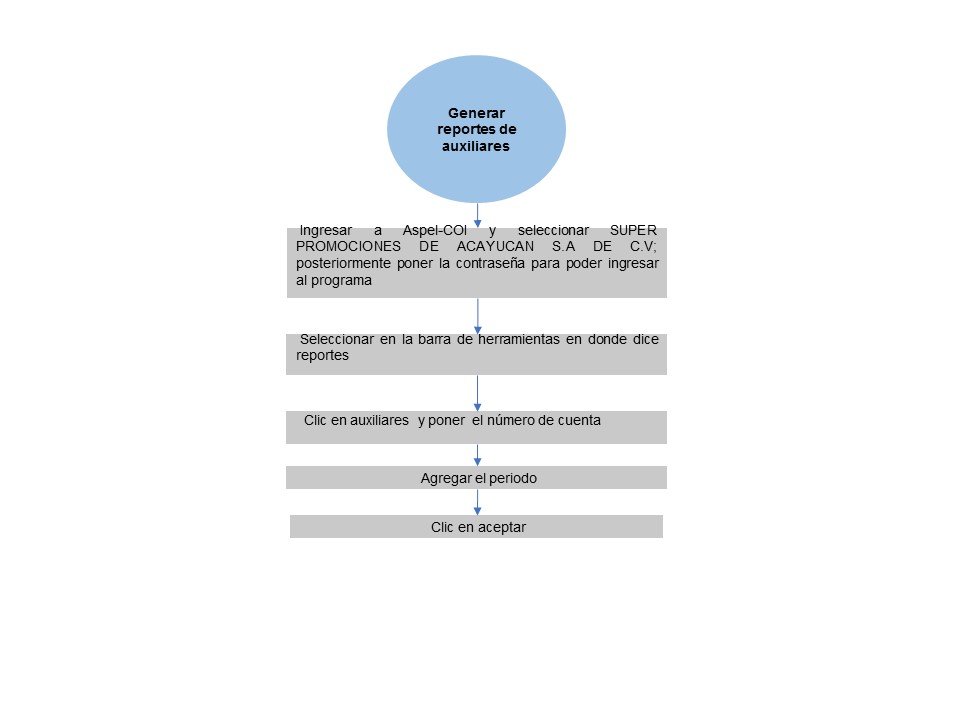 Generar
reportes de
auxiliares
Ingresar a Aspel-COI y seleccionar SUPER
PROMOCIONES DE ACAYUCAN S.A DE C.V;
posteriormente poner la contraseña para poder ingresar
al programa
Seleccionar en la barra de herramientas en donde dice
reportes
Clic en auxiliares y poner el número de cuenta
Agregar el periodo
Clic en aceptar